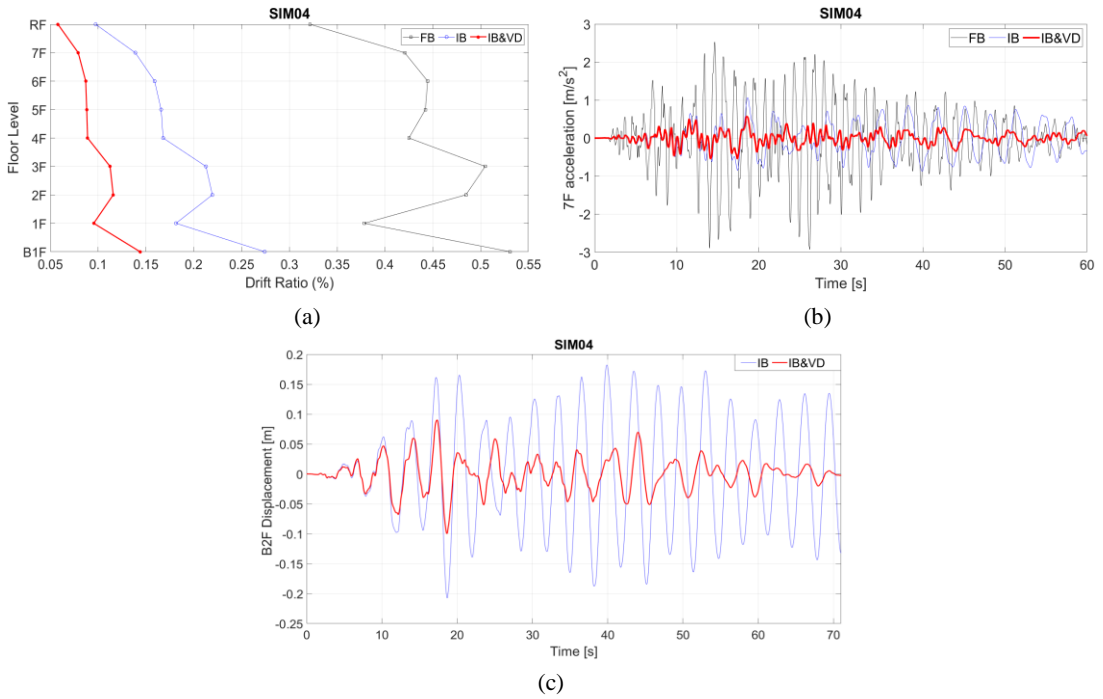 SIM04
FB IB IB&VD
Floor Level
RF
7F
6F
5F
4F
3F
2F
1F
B1F
0.05 0.1 0.15 0.2 0.25 0.3 0.35 0.4 0.45 0.5 0.55
Drift Ratio (%)
(a)
SIM04
FB IB IB&VD
7F acceleration [m/s²]
3
2
1
0
-1
-2
-3
0 10 20 30 40 50 60
Time [s]
(b)
SIM04
IB IB&VD
B2F Displacement [m]
0.2
0.15
0.1
0.05
0
-0.05
-0.1
-0.15
-0.2
-0.25
0 10 20 30 40 50 60 70
Time [s]
(c)